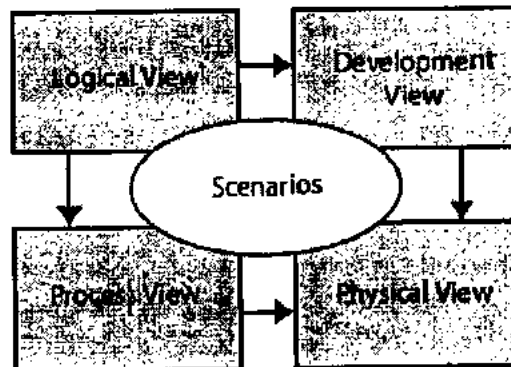 Logical View
Development
View
Scenarios
Process View
Physical View